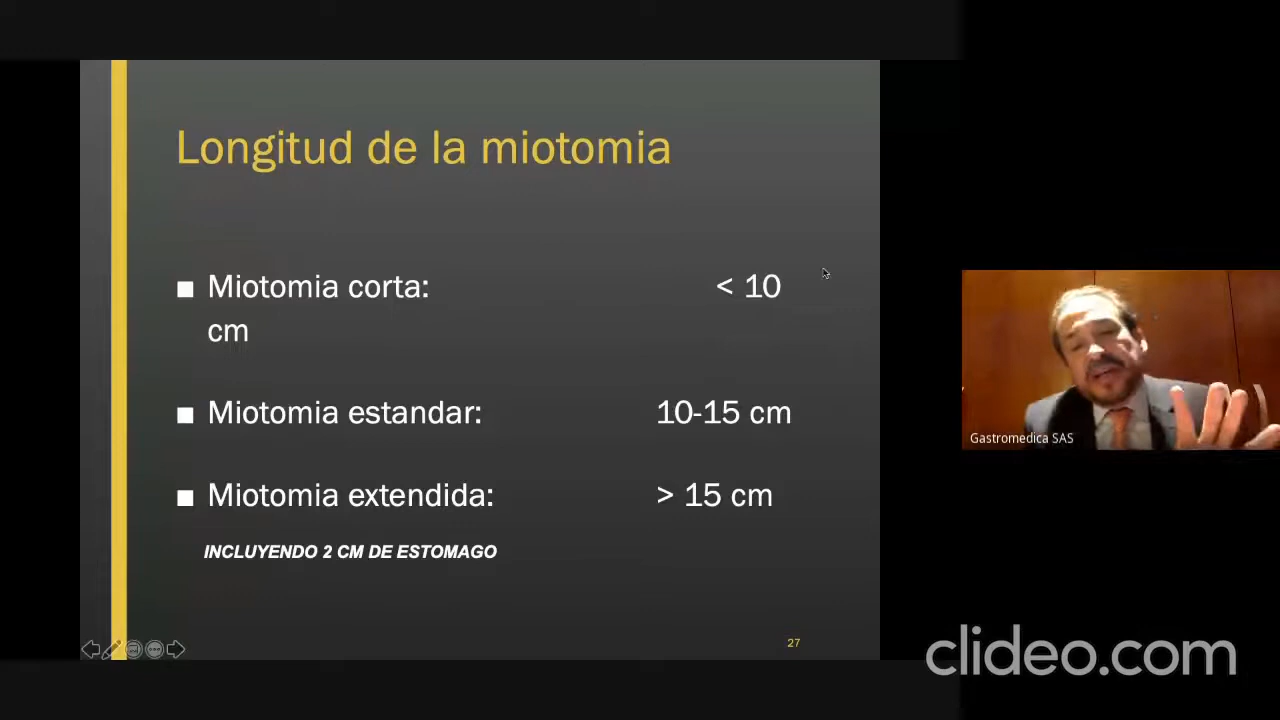 Longitud de la miotomia
■ Miotomia corta: < 10
cm
■ Miotomia estandar: 10-15 cm
■ Miotomia extendida: > 15 cm
INCLUYENDO 2 CM DE ESTOMAGO
27
Gastromedica SAS
clideo.com